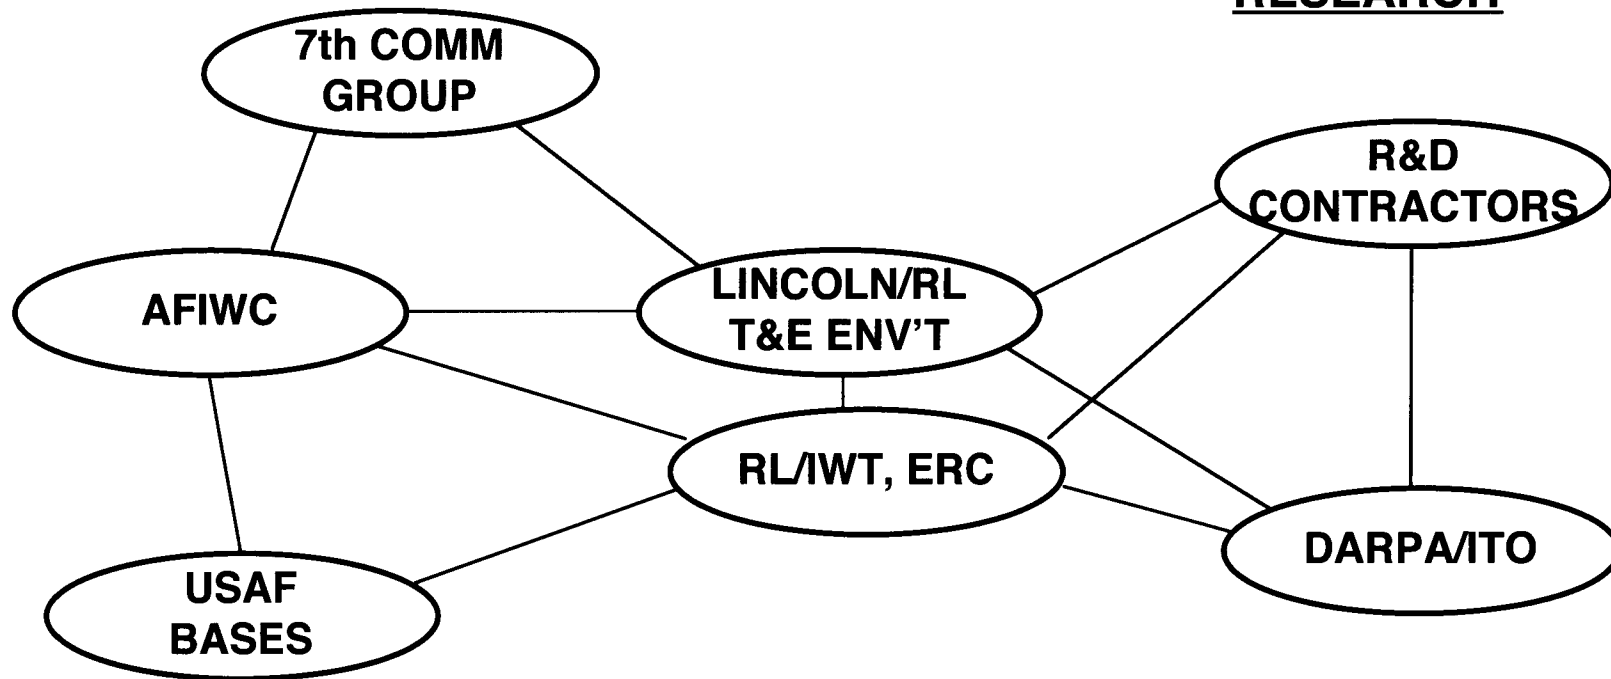 RESEARCH
7th COMM
GROUP
R&D
CONTRACTORS
AFIWC
LINCOLN/RL
T&E ENV'T
RL/IWT, ERC
DARPA/ITO
USAF
BASES